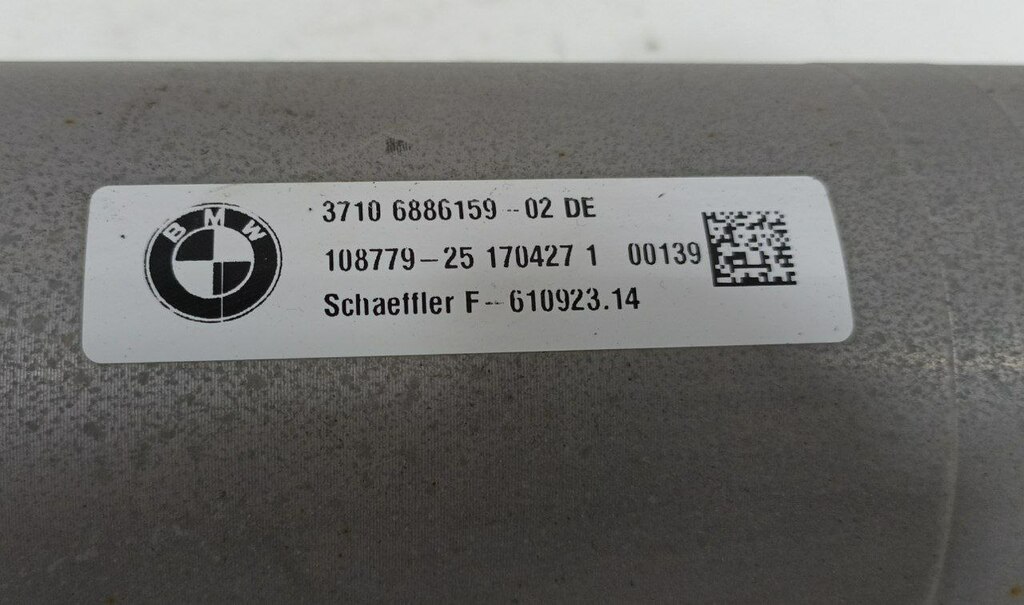 BMW
3710 6886159--02 DE
108779-25 170427 1 00139
Schaeffler F--610923.14